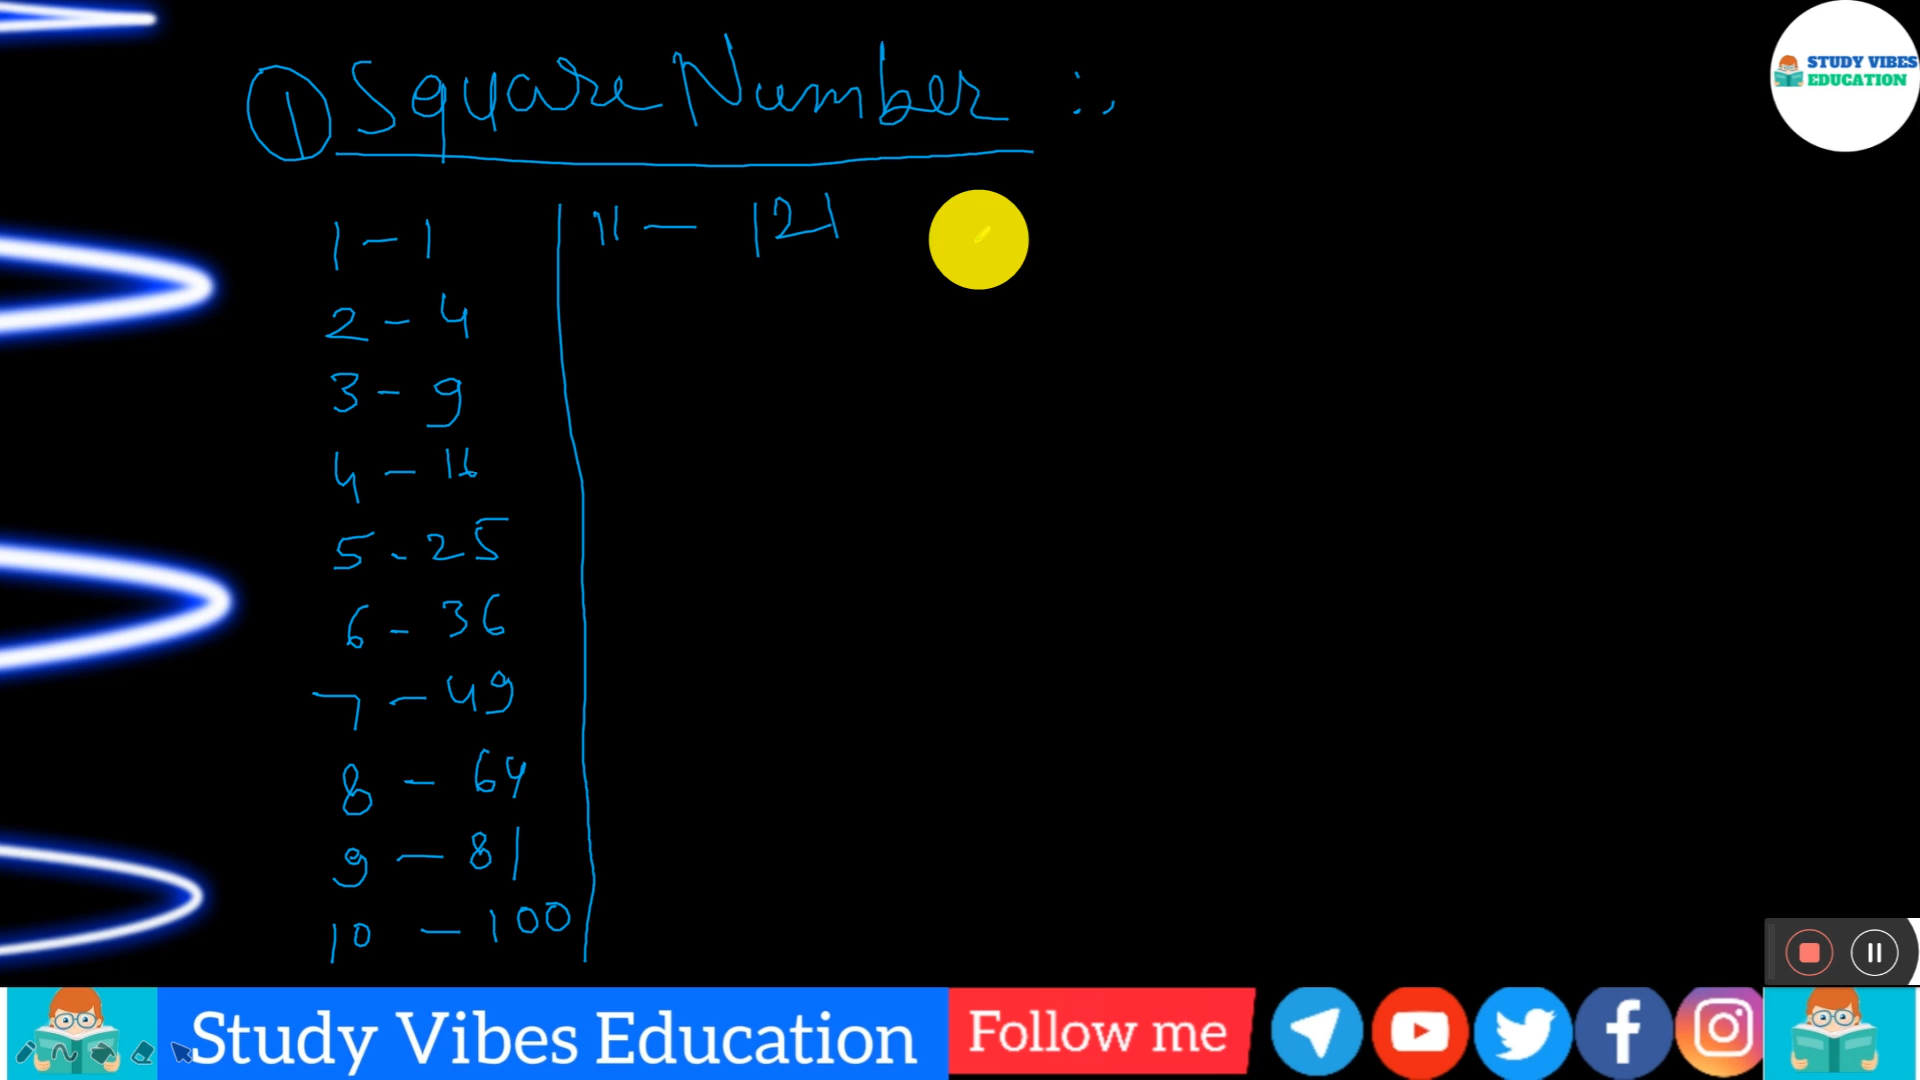 ① Square Number :,
1 - 1
2 - 4
3 - 9
4 - 16
5 - 25
6 - 36
7 - 49
8 - 64
9 - 81
10 - 100
11 - 121
STUDY VIBES
EDUCATION
Study Vibes Education
Follow me